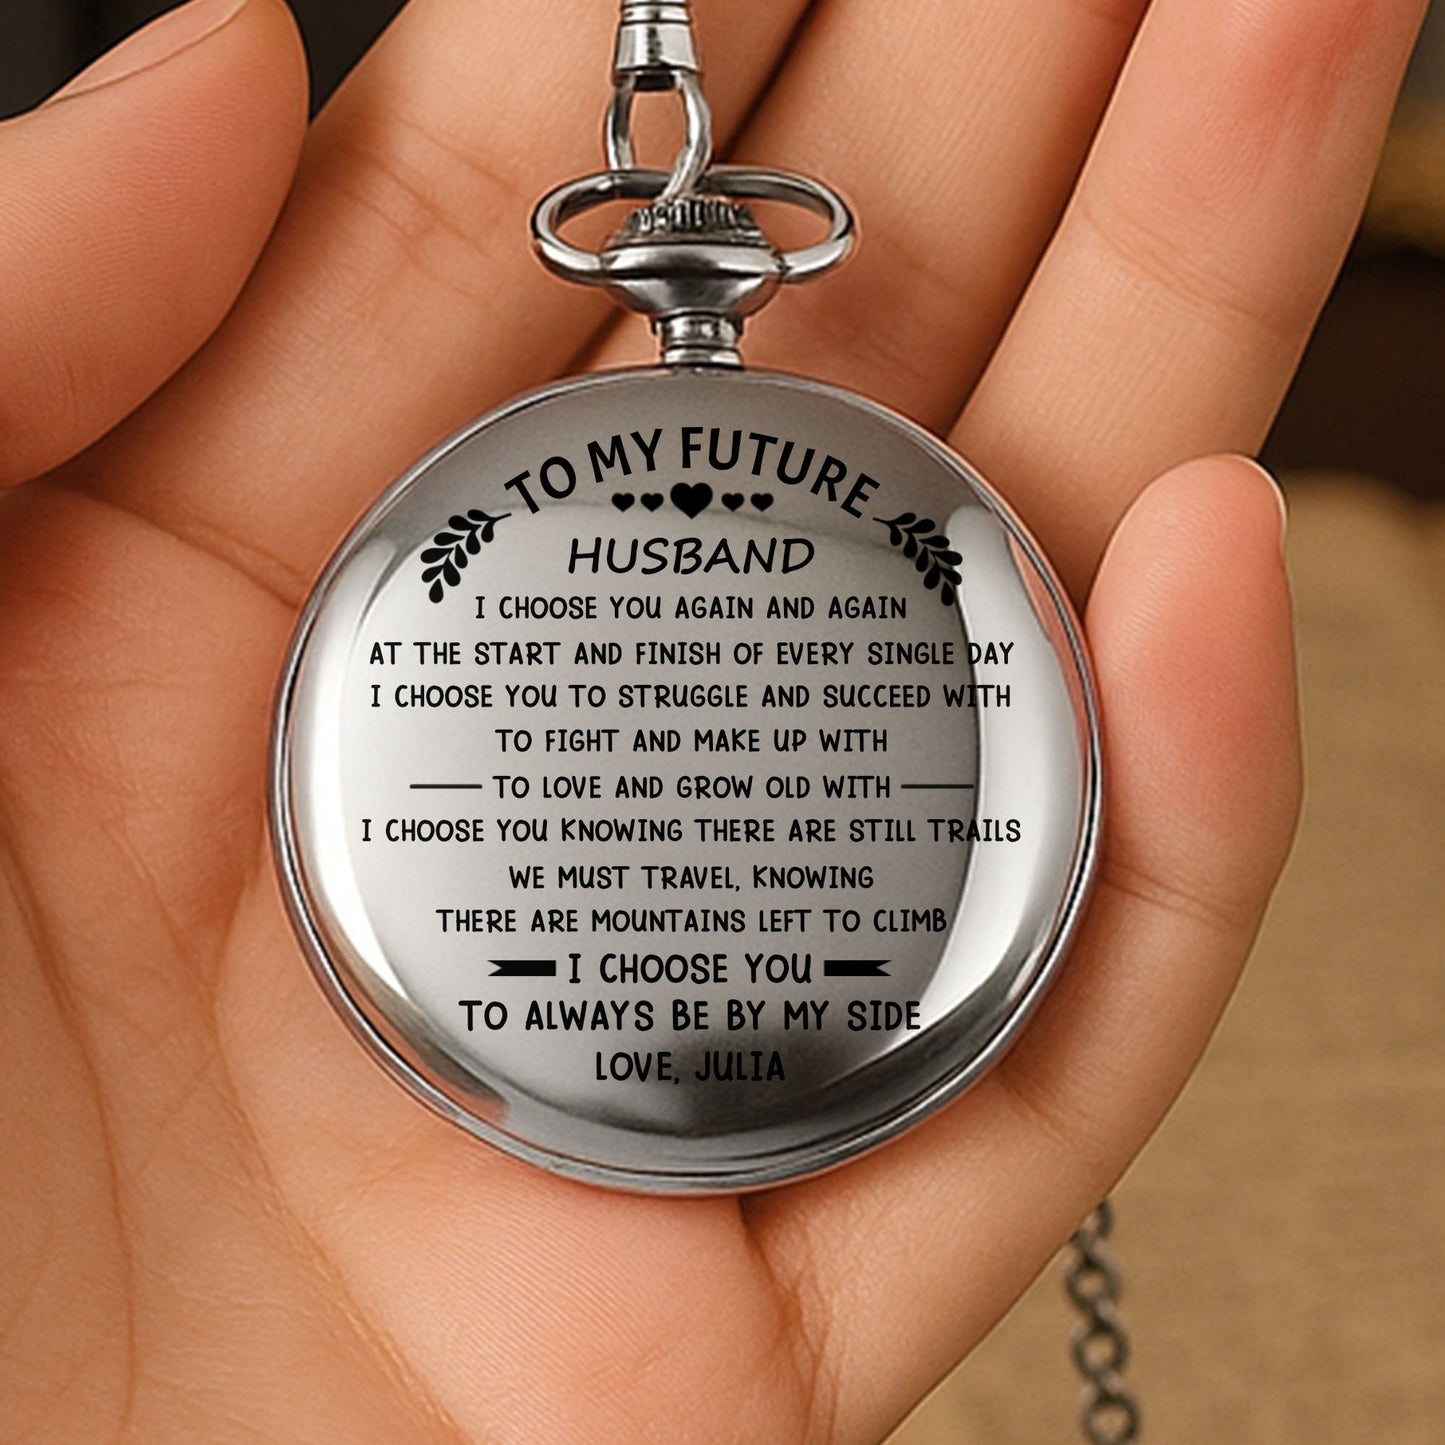 TO MY FUTURE
HUSBAND
I CHOOSE YOU AGAIN AND AGAIN
AT THE START AND FINISH OF EVERY SINGLE DAY
I CHOOSE YOU TO STRUGGLE AND SUCCEED WITH
TO FIGHT AND MAKE UP WITH
TO LOVE AND GROW OLD WITH
I CHOOSE YOU KNOWING THERE ARE STILL TRAILS
WE MUST TRAVEL, KNOWING
THERE ARE MOUNTAINS LEFT TO CLIMB
I CHOOSE YOU
TO ALWAYS BE BY MY SIDE
LOVE, JULIA